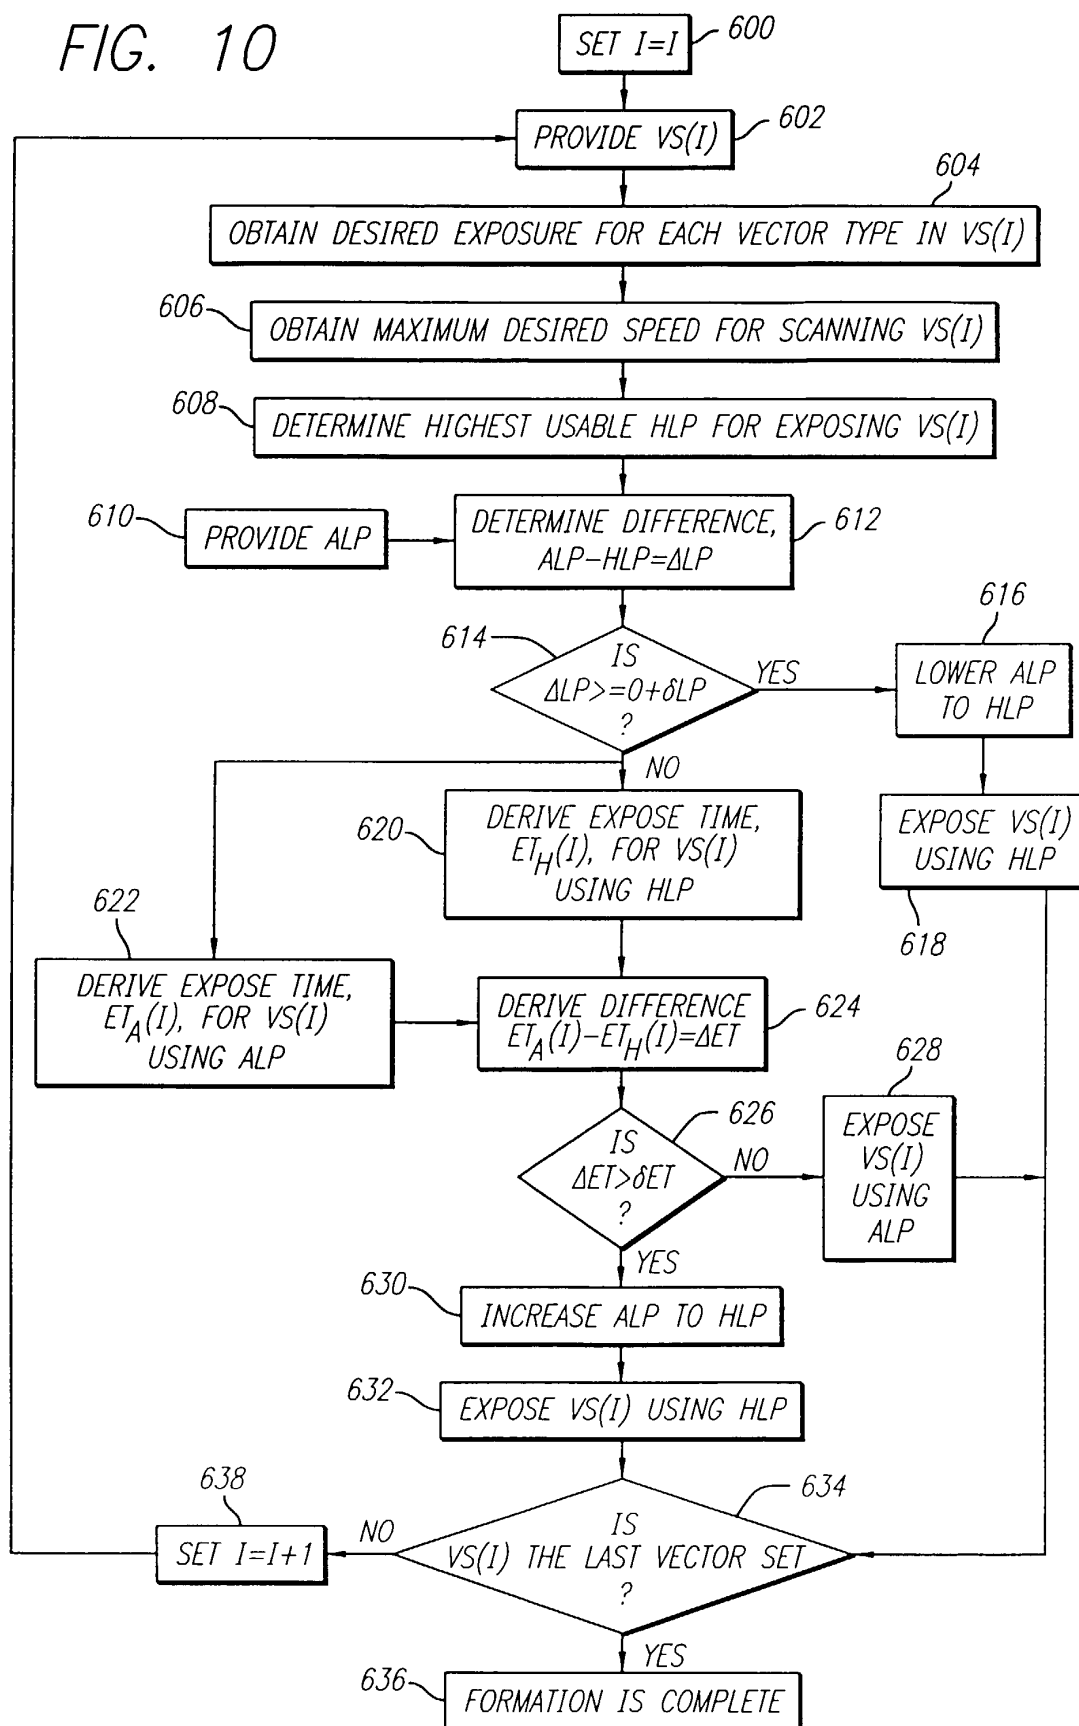 FIG. 10
SET I=I
600
PROVIDE VS(I)
602
604
OBTAIN DESIRED EXPOSURE FOR EACH VECTOR TYPE IN VS(I)
606
OBTAIN MAXIMUM DESIRED SPEED FOR SCANNING VS(I)
608
DETERMINE HIGHEST USABLE HLP FOR EXPOSING VS(I)
610
PROVIDE ALP
DETERMINE DIFFERENCE,
ALP-HLP=ΔLP
612
614
IS
ΔLP>=0+δLP
?
YES
616
LOWER ALP
TO HLP
NO
EXPOSE VS(I)
USING HLP
618
620
DERIVE EXPOSE TIME,
ET_H(I), FOR VS(I)
USING HLP
622
DERIVE EXPOSE TIME,
ET_A(I), FOR VS(I)
USING ALP
DERIVE DIFFERENCE
ET_A(I)-ET_H(I)=ΔET
624
626
IS
ΔET>δET
?
NO
628
EXPOSE
VS(I)
USING
ALP
YES
630
INCREASE ALP TO HLP
632
EXPOSE VS(I) USING HLP
634
IS
VS(I) THE LAST VECTOR SET
?
NO
638
SET I=I+1
YES
636
FORMATION IS COMPLETE